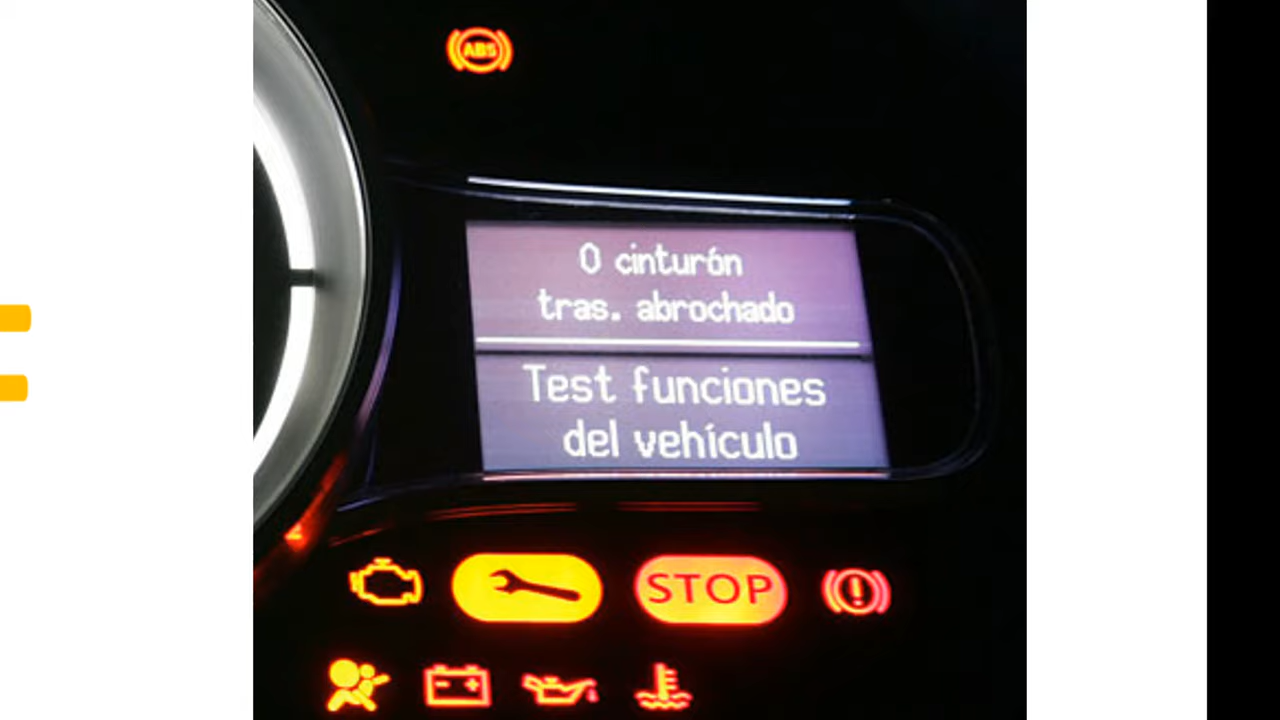 ABS
0 cinturón
tras. abrochado
Test funciones
del vehículo
STOP